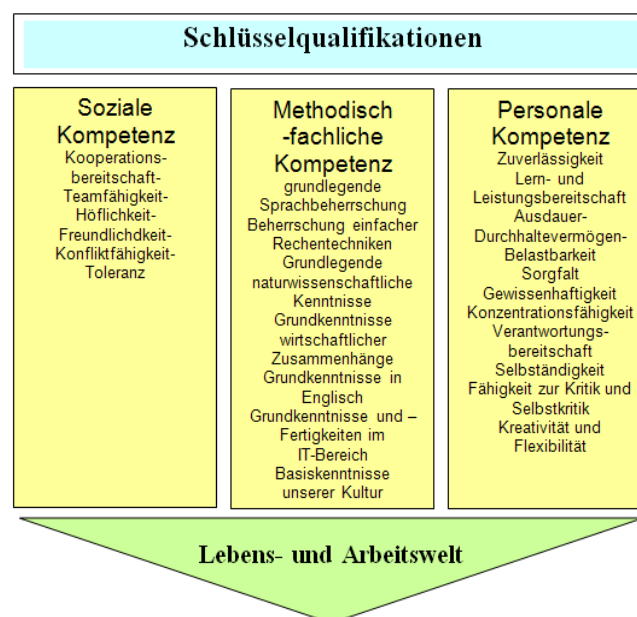 Schlüsselqualifikationen
Soziale
Kompetenz
Kooperations-
bereitschaft-
Teamfähigkeit-
Höflichkeit-
Freundlichdkeit-
Konfliktfähigkeit-
Toleranz
Methodisch
-fachliche
Kompetenz
grundlegende
Sprachbeherrschung
Beherrschung einfacher
Rechentechniken
Grundlegende
naturwissenschaftliche
Kenntnisse
Grundkenntnisse
wirtschaftlicher
Zusammenhänge
Grundkenntnisse in
Englisch
Grundkenntnisse und –
Fertigkeiten im
IT-Bereich
Basiskenntnisse
unserer Kultur
Personale
Kompetenz
Zuverlässigkeit
Lern- und
Leistungsbereitschaft
Ausdauer-
Durchhaltevermögen-
Belastbarkeit
Sorgfalt
Gewissenhaftigkeit
Konzentrationsfähigkeit
Verantwortungs-
bereitschaft
Selbständigkeit
Fähigkeit zur Kritik und
Selbstkritik
Kreativität und
Flexibilität
Lebens- und Arbeitswelt